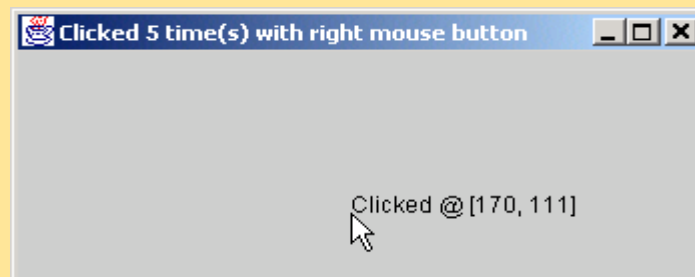 Clicked 5 time(s) with right mouse button
Clicked @ [170, 111]